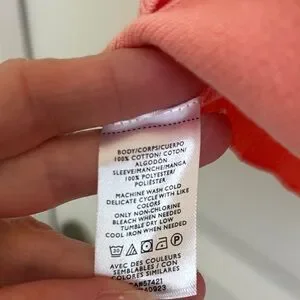 BODY/CORPS/CUERPO
100% COTTON/ COTON/
ALGODÓN
SLEEVE/MANCHE/MANGA
100% POLYESTER/
POLIÉSTER
MACHINE WASH COLD
DELICATE CYCLE WITH LIKE
COLORS
ONLY NON-CHLORINE
BLEACH WHEN NEEDED
TUMBLE DRY LOW
COOL IRON WHEN NEEDED
AVEC DES COULEURS
SEMBLABLES / CON
COLORES SIMILARES